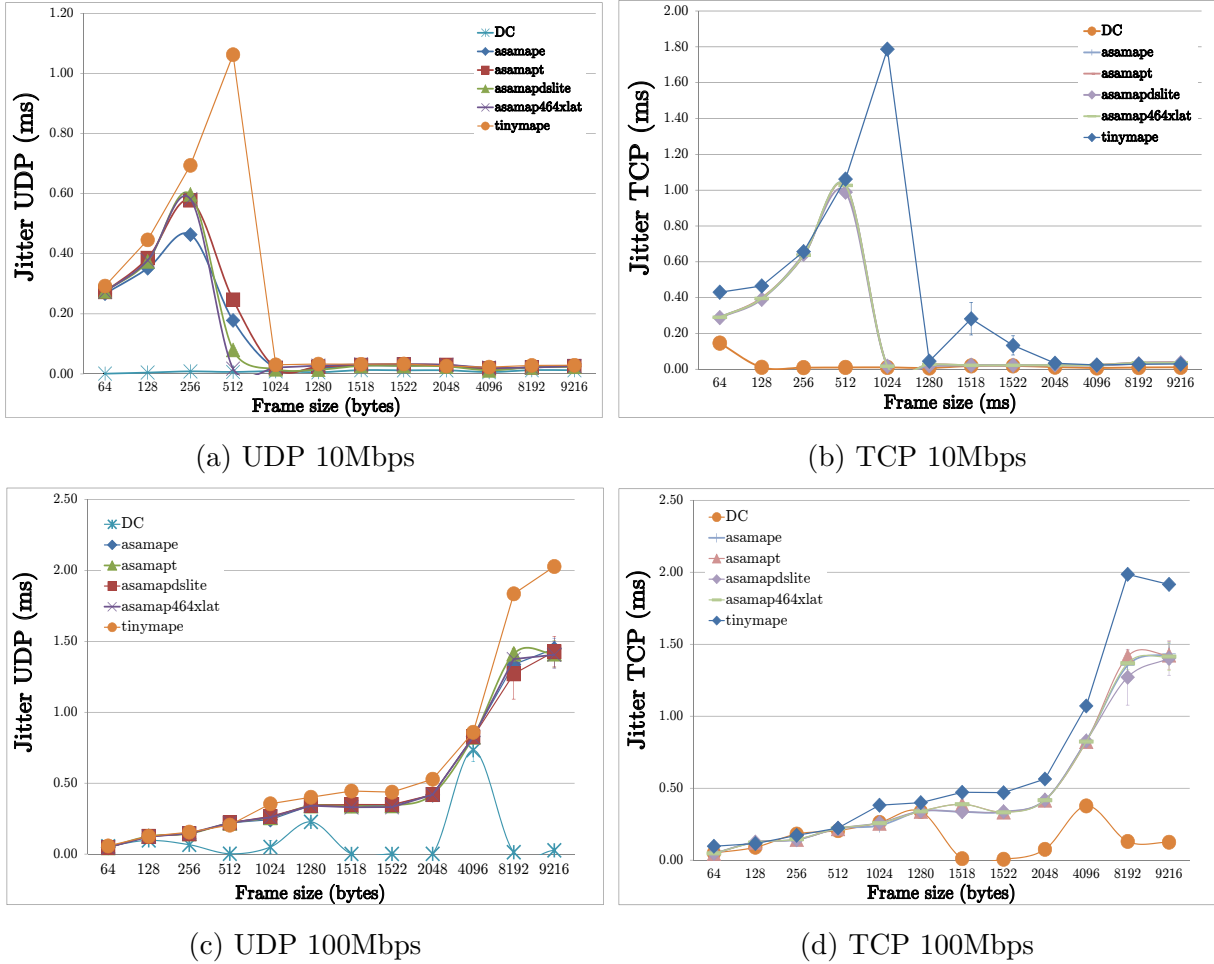 1.20
1.00
0.80
0.60
0.40
0.20
0.00
Jitter UDP (ms)
DC
asamape
asamapt
asamapdslite
asamap464xlat
tinymape
64 128 256 512 1024 1280 1518 1522 2048 4096 8192 9216
Frame size (bytes)
(a) UDP 10Mbps
2.00
1.80
1.60
1.40
1.20
1.00
0.80
0.60
0.40
0.20
0.00
Jitter TCP (ms)
DC
asamape
asamapt
asamapdslite
asamap464xlat
tinymape
64 128 256 512 1024 1280 1518 1522 2048 4096 8192 9216
Frame size (ms)
(b) TCP 10Mbps
2.50
2.00
1.50
1.00
0.50
0.00
Jitter UDP (ms)
DC
asamape
asamapt
asamapdslite
asamap464xlat
tinymape
64 128 256 512 1024 1280 1518 1522 2048 4096 8192 9216
Frame size (bytes)
(c) UDP 100Mbps
2.50
2.00
1.50
1.00
0.50
0.00
Jitter TCP (ms)
DC
asamape
asamapt
asamapdslite
asamap464xlat
tinymape
64 128 256 512 1024 1280 1518 1522 2048 4096 8192 9216
Frame size (bytes)
(d) TCP 100Mbps